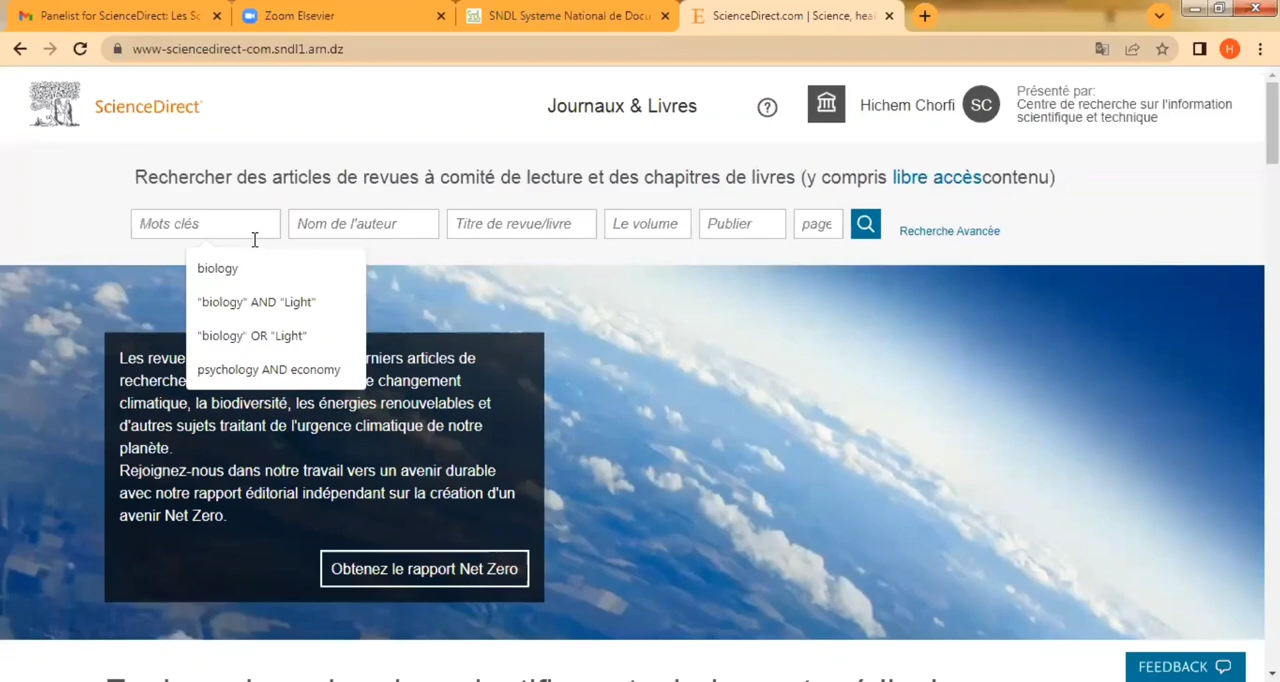 Panelist for ScienceDirect: Les Sc
Zoom Elsevier
SNDL Systeme National de Docu
ScienceDirect.com | Science, heal
www-sciencedirect-com.sndl1.arn.dz
H
ScienceDirect
Journaux & Livres
?
Hichem Chorfi
SC
Présenté par:
Centre de recherche sur l'information
scientifique et technique
Rechercher des articles de revues à comité de lecture et des chapitres de livres (y compris libre accèscontenu)
Mots clés
Nom de l'auteur
Titre de revue/livre
Le volume
Publier
page
Recherche Avancée
biology
"biology" AND "Light"
"biology" OR "Light"
psychology AND economy
Les revue
rniers articles de
recherche
e changement
climatique, la biodiversité, les énergies renouvelables et
d'autres sujets traitant de l'urgence climatique de notre
planète.
Rejoignez-nous dans notre travail vers un avenir durable
avec notre rapport éditorial indépendant sur la création d'un
avenir Net Zero.
Obtenez le rapport Net Zero
FEEDBACK